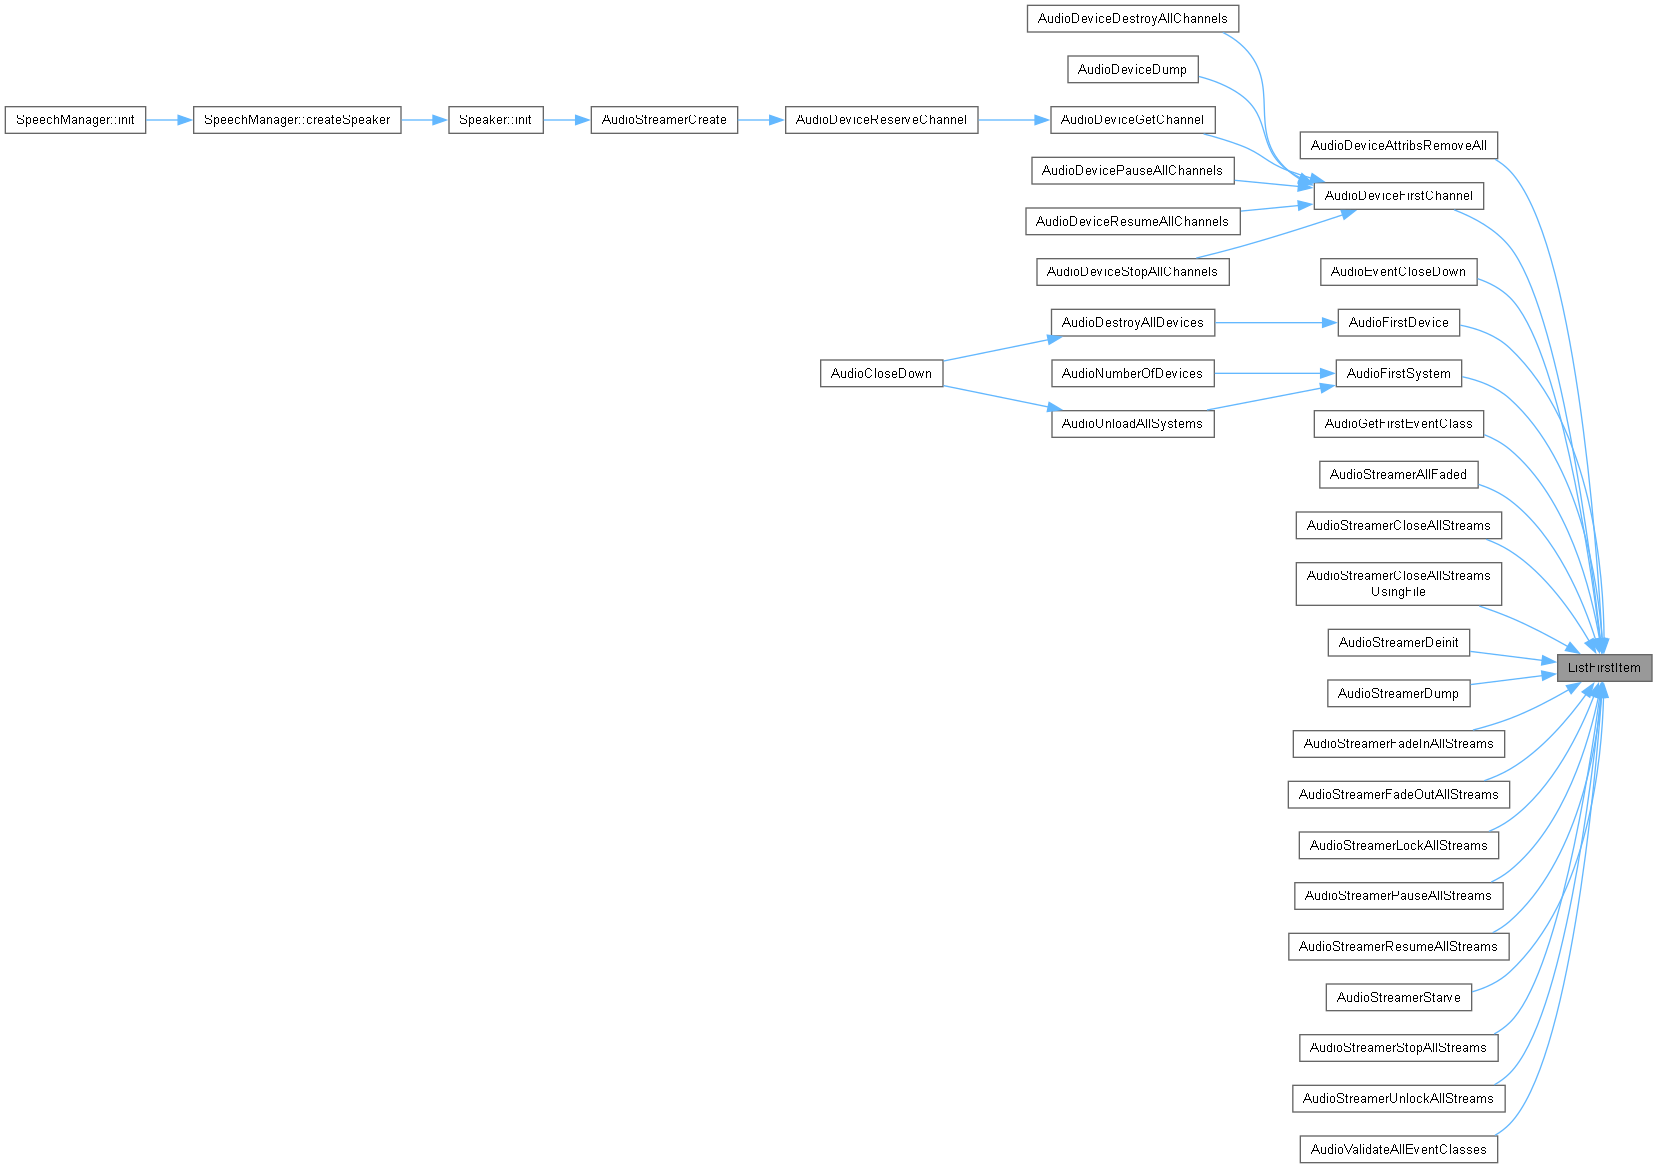 AudioDeviceDestroyAllChannels
AudioDeviceDump
SpeechManager::init
SpeechManager::createSpeaker
Speaker::init
AudioStreamerCreate
AudioDeviceReserveChannel
AudioDeviceGetChannel
AudioDeviceAttribsRemoveAll
AudioDevicePauseAllChannels
AudioDeviceFirstChannel
AudioDeviceResumeAllChannels
AudioDeviceStopAllChannels
AudioEventCloseDown
AudioDestroyAllDevices
AudioFirstDevice
AudioCloseDown
AudioNumberOfDevices
AudioFirstSystem
AudioUnloadAllSystems
AudioGetFirstEventClass
AudioStreamerAllFaded
AudioStreamerCloseAllStreams
AudioStreamerCloseAllStreams
UsingFile
AudioStreamerDeinit
ListFirstItem
AudioStreamerDump
AudioStreamerFadeInAllStreams
AudioStreamerFadeOutAllStreams
AudioStreamerLockAllStreams
AudioStreamerPauseAllStreams
AudioStreamerResumeAllStreams
AudioStreamerStarve
AudioStreamerStopAllStreams
AudioStreamerUnlockAllStreams
AudioValidateAllEventClasses